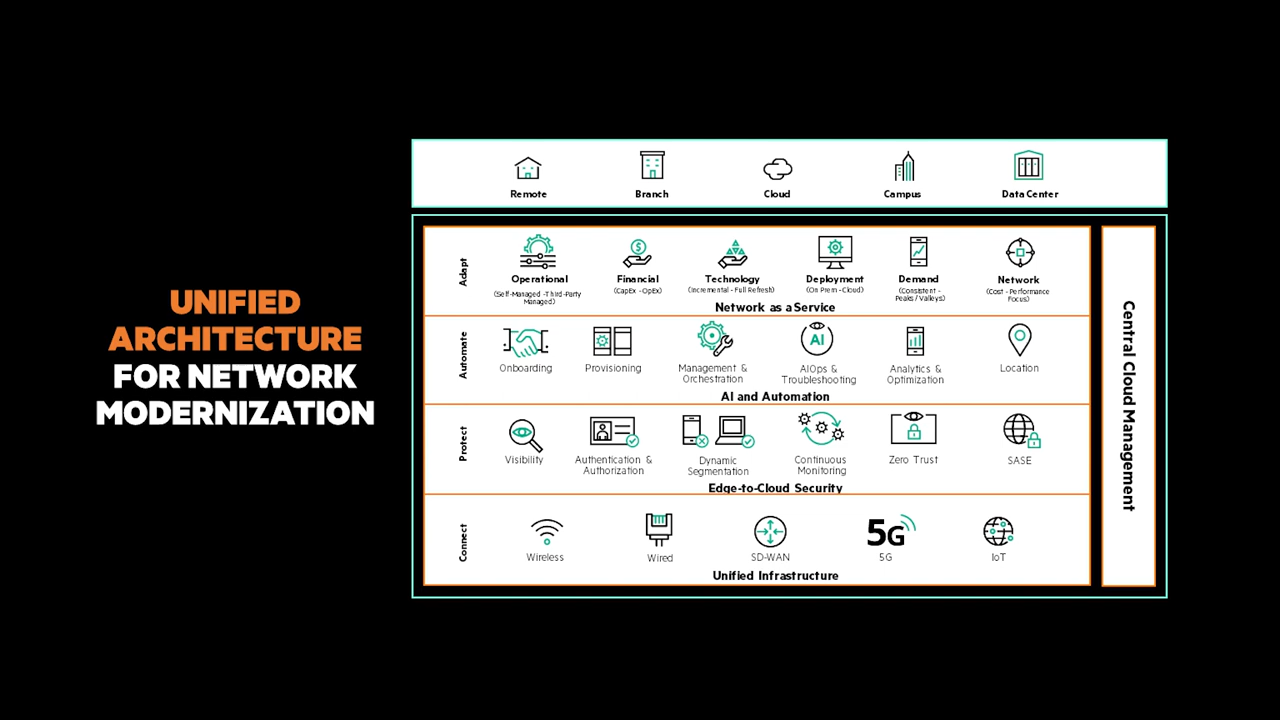 UNIFIED
ARCHITECTURE
FOR NETWORK
MODERNIZATION
Remote
Branch
Cloud
Campus
Data Center
Adapt
Operational
(Self-Managed - Third-Party
Managed)
Financial
(CapEx - OpEx)
Technology
(Incremental - Full Refresh)
Deployment
(On Prem - Cloud)
Demand
(Consistent -
Peaks / Valleys)
Network
(Cost - Performance
Focus)
Network as a Service
Automate
Onboarding
Provisioning
Management &
Orchestration
AI
AIOps &
Troubleshooting
Analytics &
Optimization
Location
AI and Automation
Protect
Visibility
Authentication &
Authorization
Dynamic
Segmentation
Continuous
Monitoring
Zero Trust
SASE
Edge-to-Cloud Security
Connect
Wireless
Wired
SD-WAN
5G
5G
IoT
Unified Infrastructure
Central Cloud Management